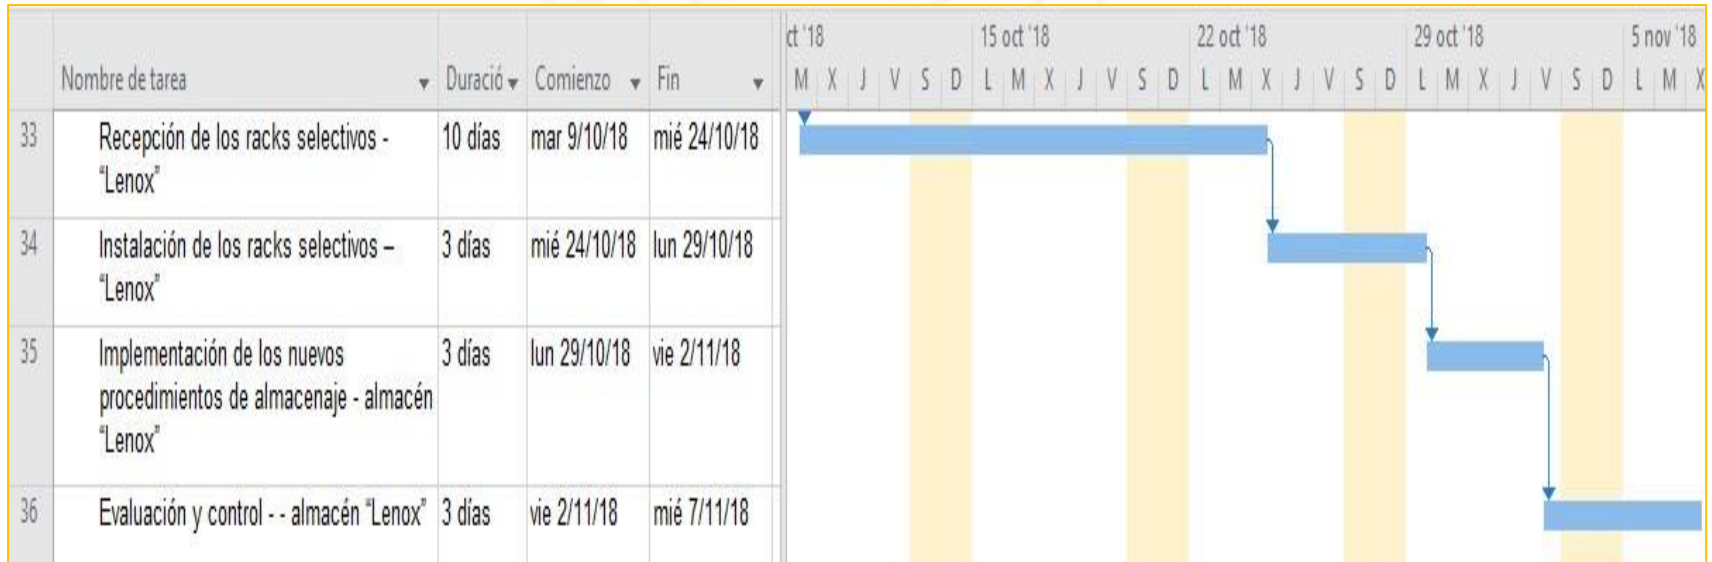 ct '18 15 oct '18 22 oct '18 29 oct '18 5 nov '18
Nombre de tarea Duració Comienzo Fin M X J V S D L M X J V S D L M X J V S D L M X J V S D L M X
33 Recepción de los racks selectivos - 10 días mar 9/10/18 mié 24/10/18
“Lenox”
34 Instalación de los racks selectivos – 3 días mié 24/10/18 lun 29/10/18
“Lenox”
35 Implementación de los nuevos 3 días lun 29/10/18 vie 2/11/18
procedimientos de almacenaje - almacén
“Lenox”
36 Evaluación y control - - almacén “Lenox” 3 días vie 2/11/18 mié 7/11/18